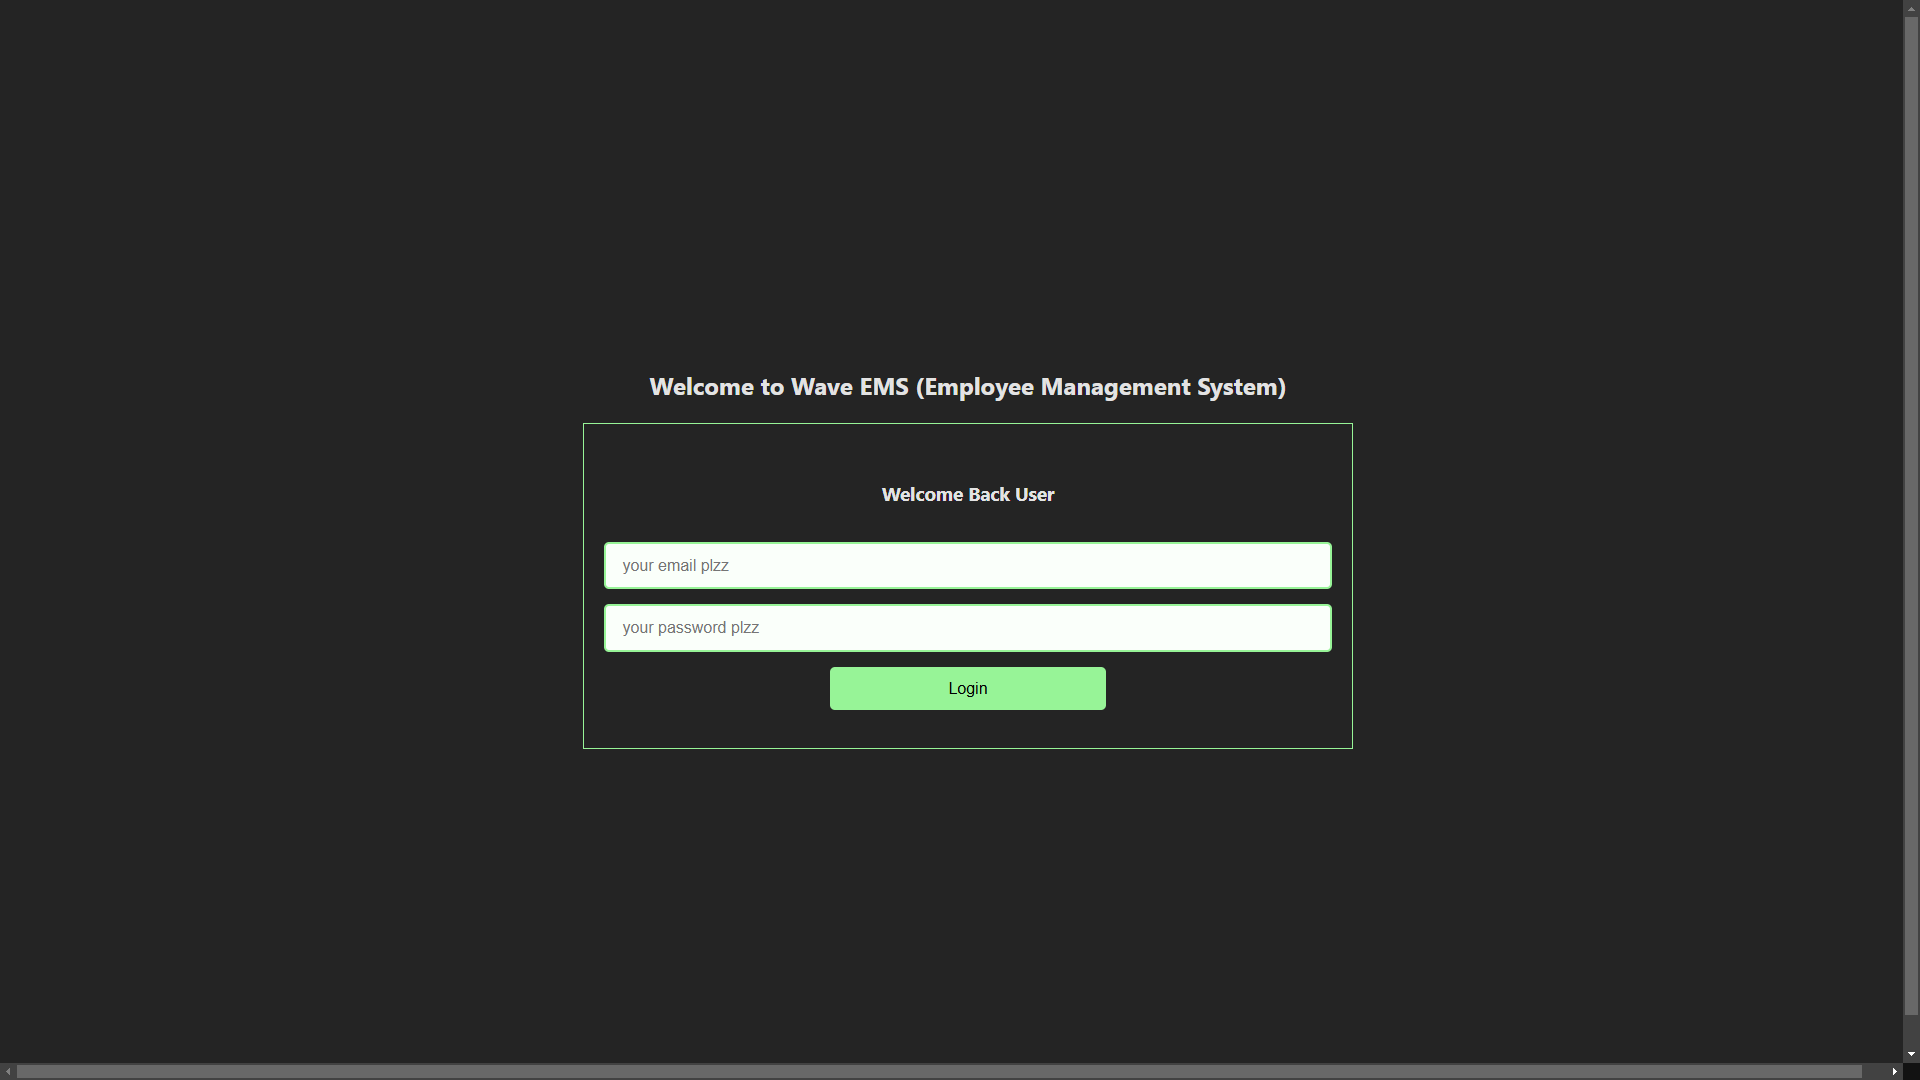 Welcome to Wave EMS (Employee Management System)
Welcome Back User
your email plzz
your password plzz
Login